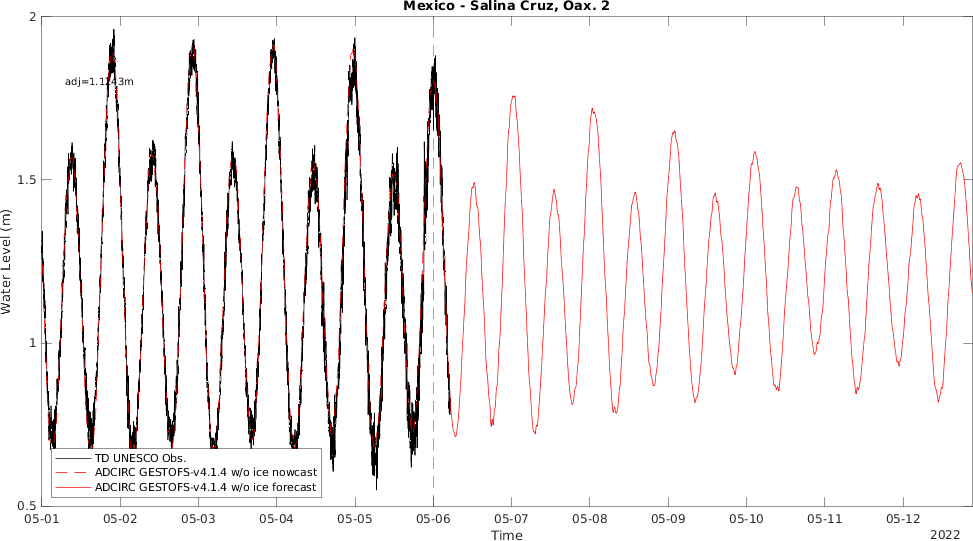 Mexico - Salina Cruz, Oax. 2
adj=1.1243m
Water Level (m)
2
1.5
1
0.5
TD UNESCO Obs.
ADCIRC GESTOFS-v4.1.4 w/o ice nowcast
ADCIRC GESTOFS-v4.1.4 w/o ice forecast
05-01 05-02 05-03 05-04 05-05 05-06 05-07 05-08 05-09 05-10 05-11 05-12
Time
2022